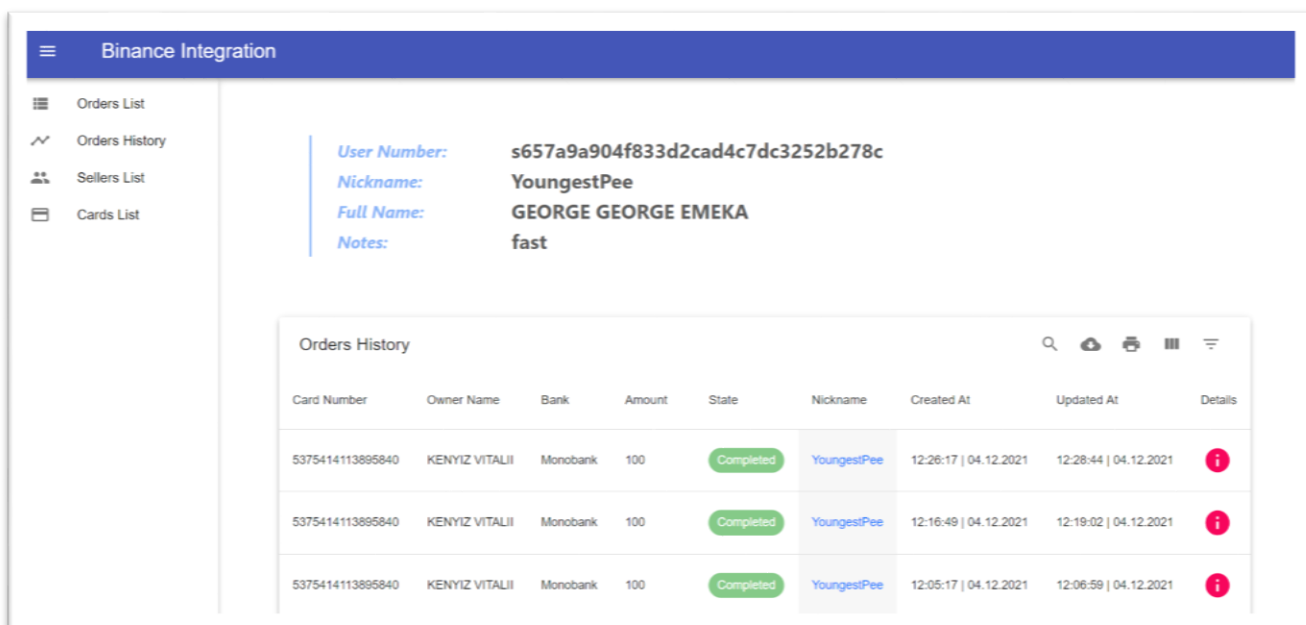 Binance Integration
Orders List
Orders History
Sellers List
Cards List
User Number: s657a9a904f833d2cad4c7dc3252b278c
Nickname: YoungestPee
Full Name: GEORGE GEORGE EMEKA
Notes: fast
Orders History
Card Number Owner Name Bank Amount State Nickname Created At Updated At Details
5375414113895840 KENYIZ VITALII Monobank 100 Completed YoungestPee 12:26:17 | 04.12.2021 12:28:44 | 04.12.2021
5375414113895840 KENYIZ VITALII Monobank 100 Completed YoungestPee 12:16:49 | 04.12.2021 12:19:02 | 04.12.2021
5375414113895840 KENYIZ VITALII Monobank 100 Completed YoungestPee 12:05:17 | 04.12.2021 12:06:59 | 04.12.2021